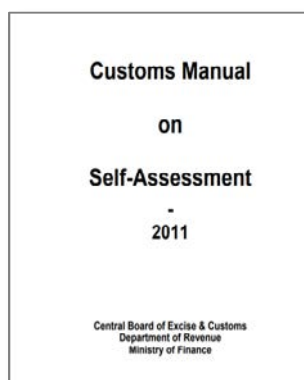 Customs Manual
on
Self-Assessment
-
2011
Central Board of Excise & Customs
Department of Revenue
Ministry of Finance